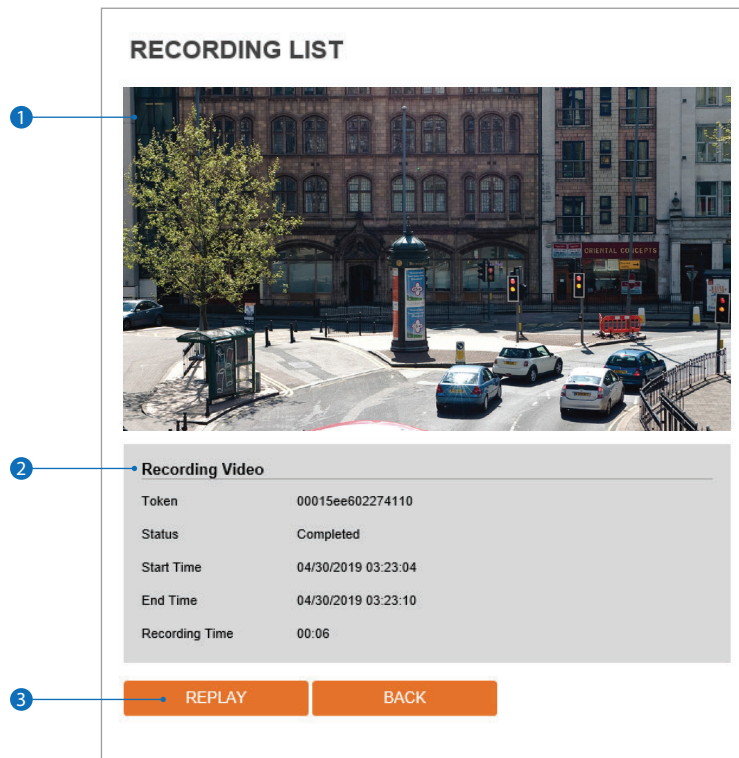 RECORDING LIST
1
ORIENTAL CONCEPTS
2
Recording Video
Token 00015ee602274110
Status Completed
Start Time 04/30/2019 03:23:04
End Time 04/30/2019 03:23:10
Recording Time 00:06
3
REPLAY BACK